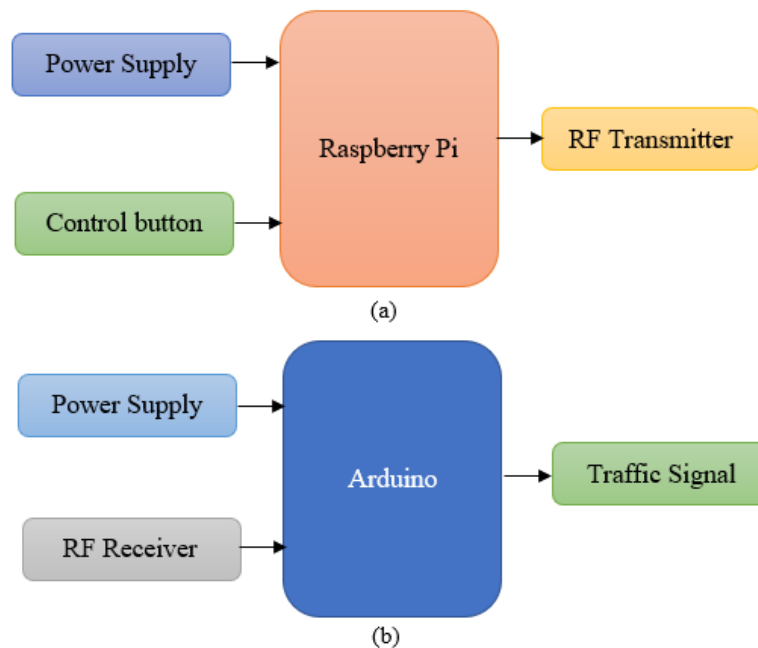 Power Supply
Raspberry Pi
RF Transmitter
Control button
(a)
Power Supply
Arduino
Traffic Signal
RF Receiver
(b)